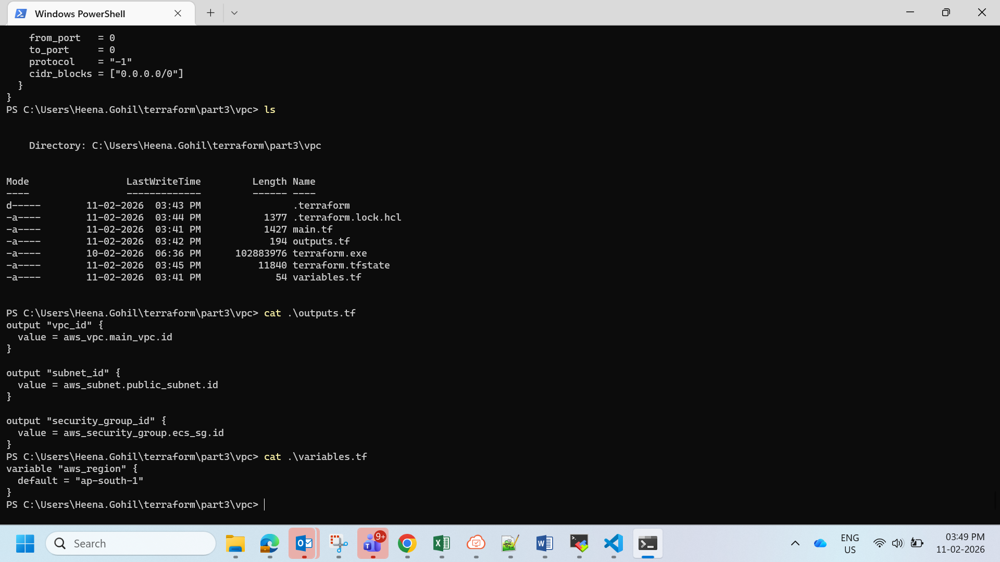 Windows PowerShell
    from_port   = 0
    to_port     = 0
    protocol    = "-1"
    cidr_blocks = ["0.0.0.0/0"]
  }
}
PS C:\Users\Heena.Gohil\terraform\part3\vpc> ls
    Directory: C:\Users\Heena.Gohil\terraform\part3\vpc
Mode                 LastWriteTime         Length Name
----                 -------------         ------ ----
d-----        11-02-2026  03:43 PM                .terraform
-a----        11-02-2026  03:44 PM           1377 .terraform.lock.hcl
-a----        11-02-2026  03:41 PM           1427 main.tf
-a----        11-02-2026  03:42 PM            194 outputs.tf
-a----        10-02-2026  06:36 PM      102883976 terraform.exe
-a----        11-02-2026  03:45 PM          11840 terraform.tfstate
-a----        11-02-2026  03:41 PM             54 variables.tf
PS C:\Users\Heena.Gohil\terraform\part3\vpc> cat .\outputs.tf
output "vpc_id" {
  value = aws_vpc.main_vpc.id
}
output "subnet_id" {
  value = aws_subnet.public_subnet.id
}
output "security_group_id" {
  value = aws_security_group.ecs_sg.id
}
PS C:\Users\Heena.Gohil\terraform\part3\vpc> cat .\variables.tf
variable "aws_region" {
  default = "ap-south-1"
}
PS C:\Users\Heena.Gohil\terraform\part3\vpc>
Search
9+
ENG
US
03:49 PM
11-02-2026